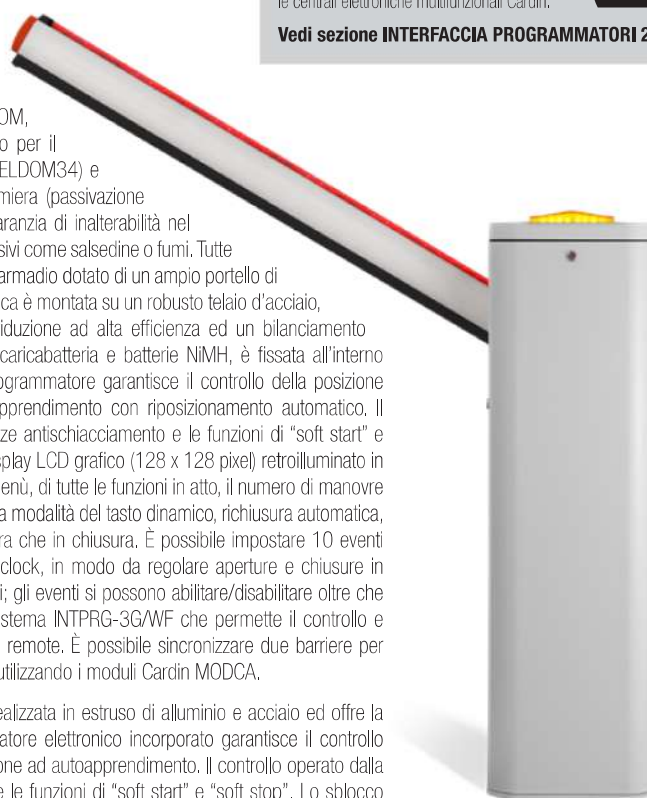 le centrali elettroniche multifunzionali Cardin.
Vedi sezione INTERFACCIA PROGRAMMATORI 2
OM,
o per il
ELDOM34) e
miera (passivazione
aranzia di inalterabilità nel
sivi come salsedine o fumi. Tutte
armadio dotato di un ampio portello di
ca è montata su un robusto telaio d'acciaio,
iduzione ad alta efficienza ed un bilanciamento
caricabatteria e batterie NiMH, è fissata all'interno
ogrammatore garantisce il controllo della posizione
pprendimento con riposizionamento automatico. Il
ze antischiacciamento e le funzioni di "soft start" e
splay LCD grafico (128 x 128 pixel) retroilluminato in
enù, di tutte le funzioni in atto, il numero di manovre
a modalità del tasto dinamico, richiusura automatica,
ra che in chiusura. È possibile impostare 10 eventi
clock, in modo da regolare aperture e chiusure in
i; gli eventi si possono abilitare/disabilitare oltre che
stema INTPRG-3G/WF che permette il controllo e
remote. È possibile sincronizzare due barriere per
utilizzando i moduli Cardin MODCA.
ealizzata in estruso di alluminio e acciaio ed offre la
atore elettronico incorporato garantisce il controllo
one ad autoapprendimento. Il controllo operato dalla
e le funzioni di "soft start" e "soft stop". Lo sblocco